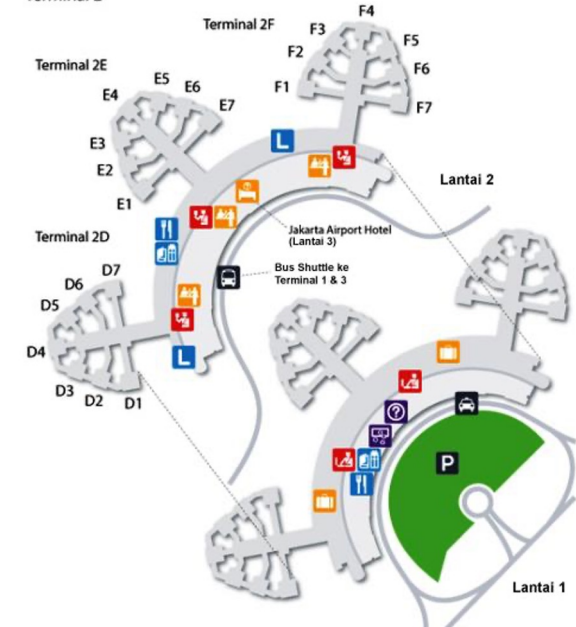 F4
Terminal 2F
F3
F5
F2
F6
F1
F7
Terminal 2E
E5
E6
E4
E7
E3
E2
E1
L
Lantai 2
Jakarta Airport Hotel
(Lantai 3)
Terminal 2D
Bus Shuttle ke
Terminal 1 & 3
D7
D6
D5
D4
D3
D2
D1
L
?
P
Lantai 1